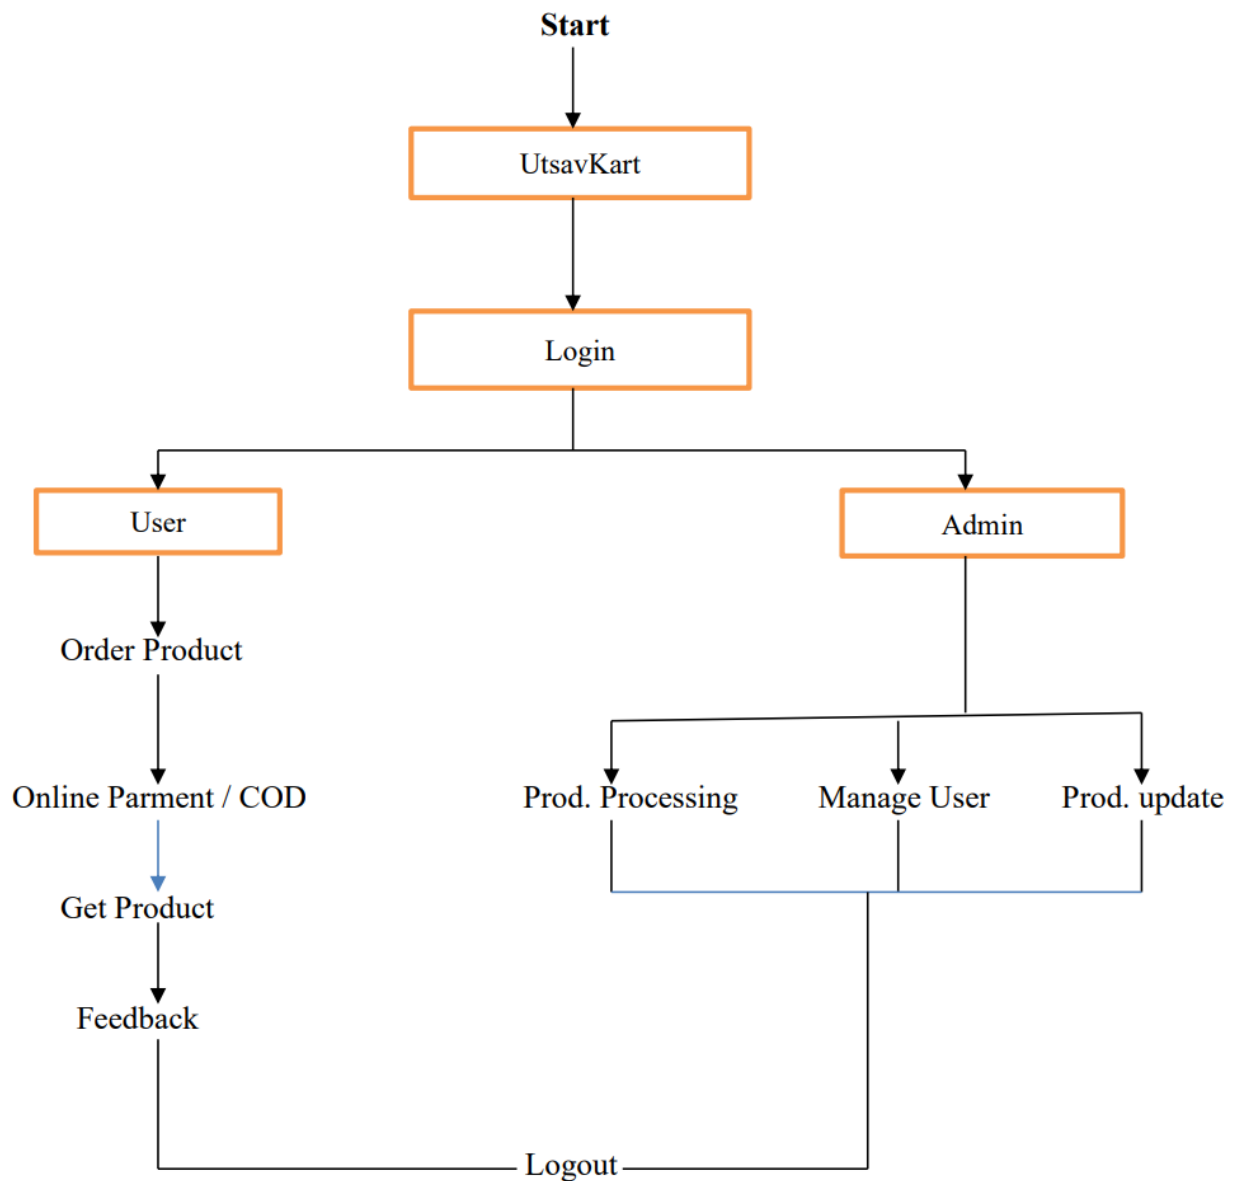 Start
UtsavKart
Login
User
Admin
Order Product
Online Parment / COD
Prod. Processing
Manage User
Prod. update
Get Product
Feedback
Logout